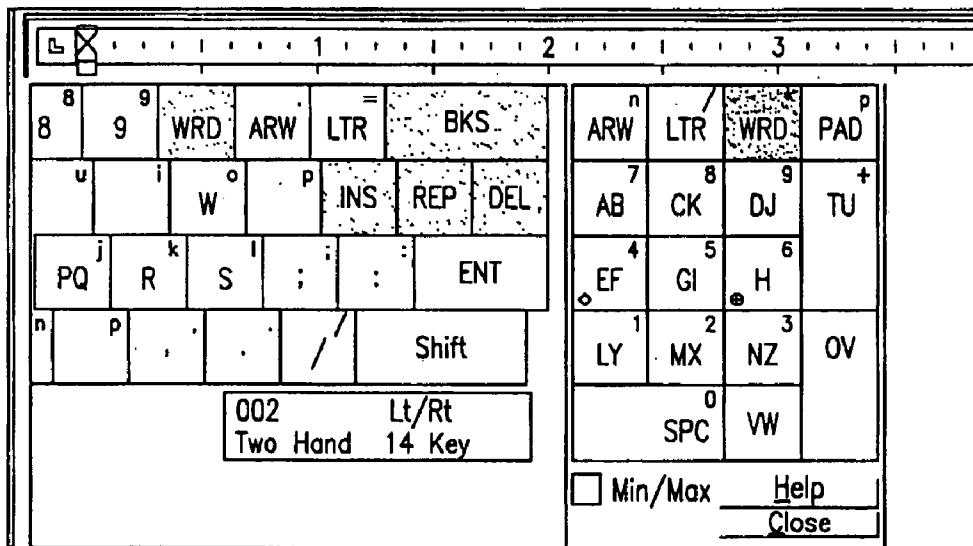 1 2 3
8 9 =
8 9 WRD ARW LTR BKS
u i o p
W INS REP DEL
j k l ; :
PQ R S ; : ENT
n p , .
, . / Shift
002 Lt/Rt
Two Hand 14 Key
n / * p
ARW LTR WRD PAD
7 8 9 +
AB CK DJ TU
4 5 6
EF GI H
1 2 3
LY MX NZ OV
0
SPC VW
Min/Max Help
Close